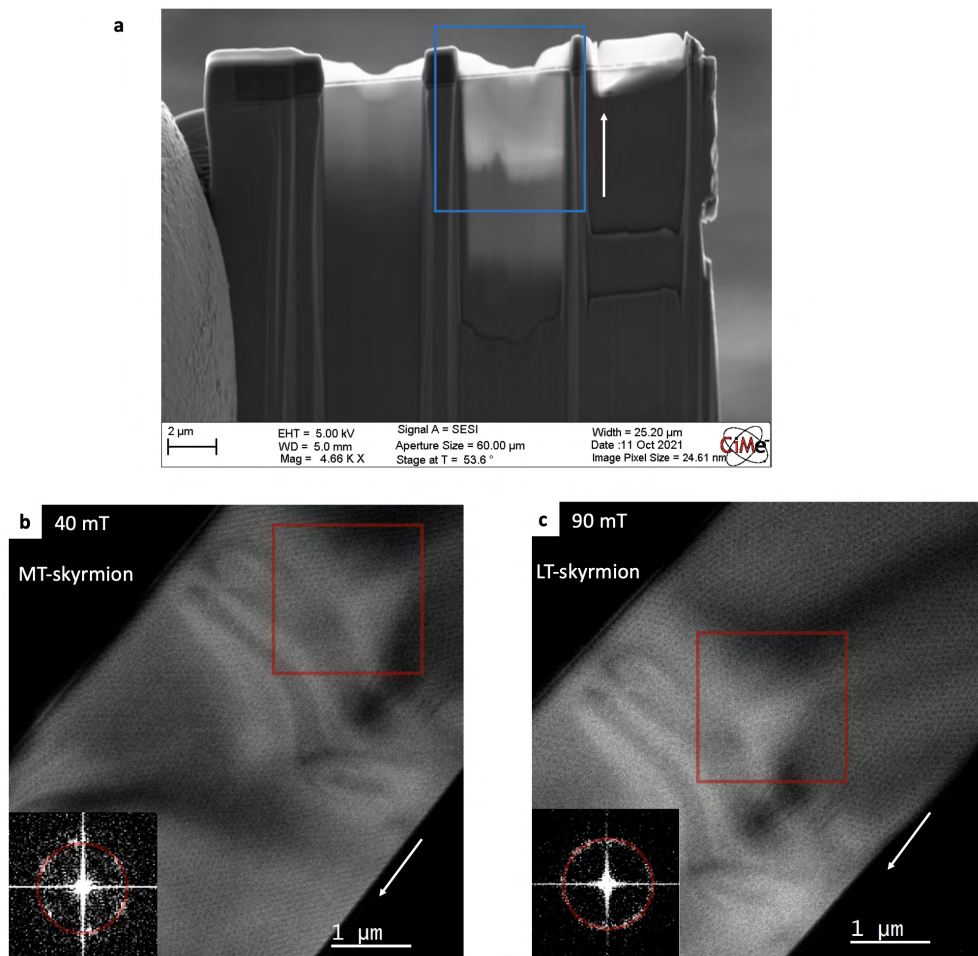 a
2 µm
EHT = 5.00 kV
WD = 5.0 mm
Mag = 4.66 K X
Signal A = SESI
Aperture Size = 60.00 µm
Stage at T = 53.6 °
Width = 25.20 µm
Date :11 Oct 2021
Image Pixel Size = 24.61 nm
CiMe
b
40 mT
MT-skyrmion
1 µm
c
90 mT
LT-skyrmion
1 µm